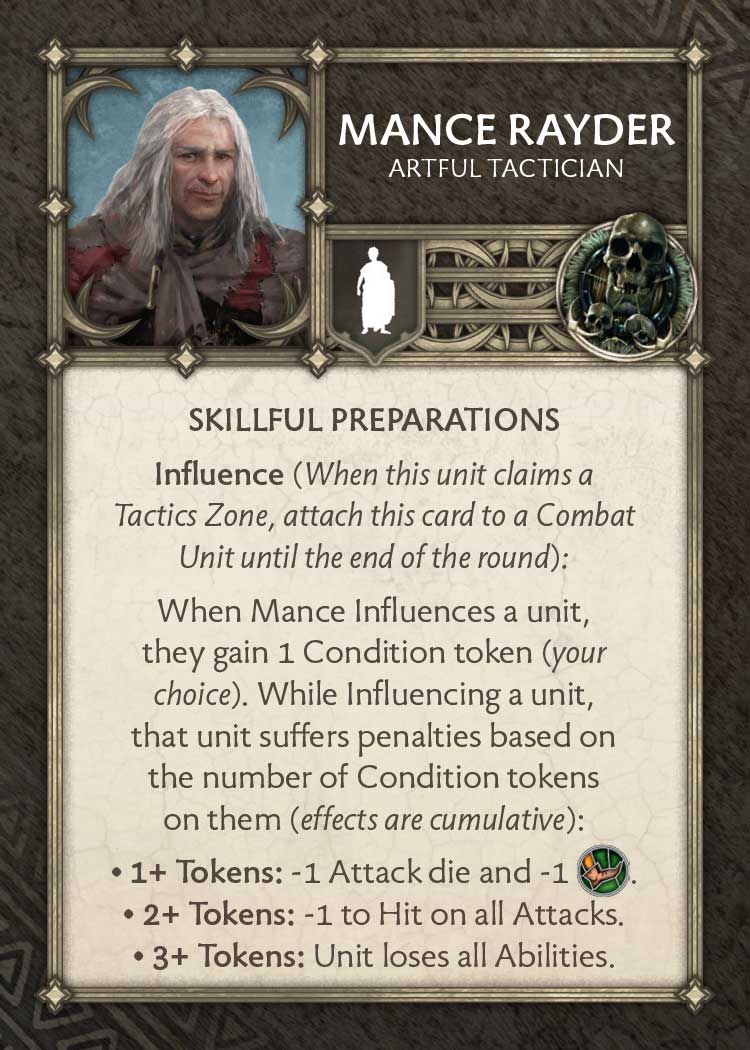 MANCE RAYDER
ARTFUL TACTICIAN
SKILLFUL PREPARATIONS
Influence (When this unit claims a
Tactics Zone, attach this card to a Combat
Unit until the end of the round):
When Mance Influences a unit,
they gain 1 Condition token (your
choice). While Influencing a unit,
that unit suffers penalties based on
the number of Condition tokens
on them (effects are cumulative):
• 1+ Tokens: -1 Attack die and -1 .
• 2+ Tokens: -1 to Hit on all Attacks.
• 3+ Tokens: Unit loses all Abilities.